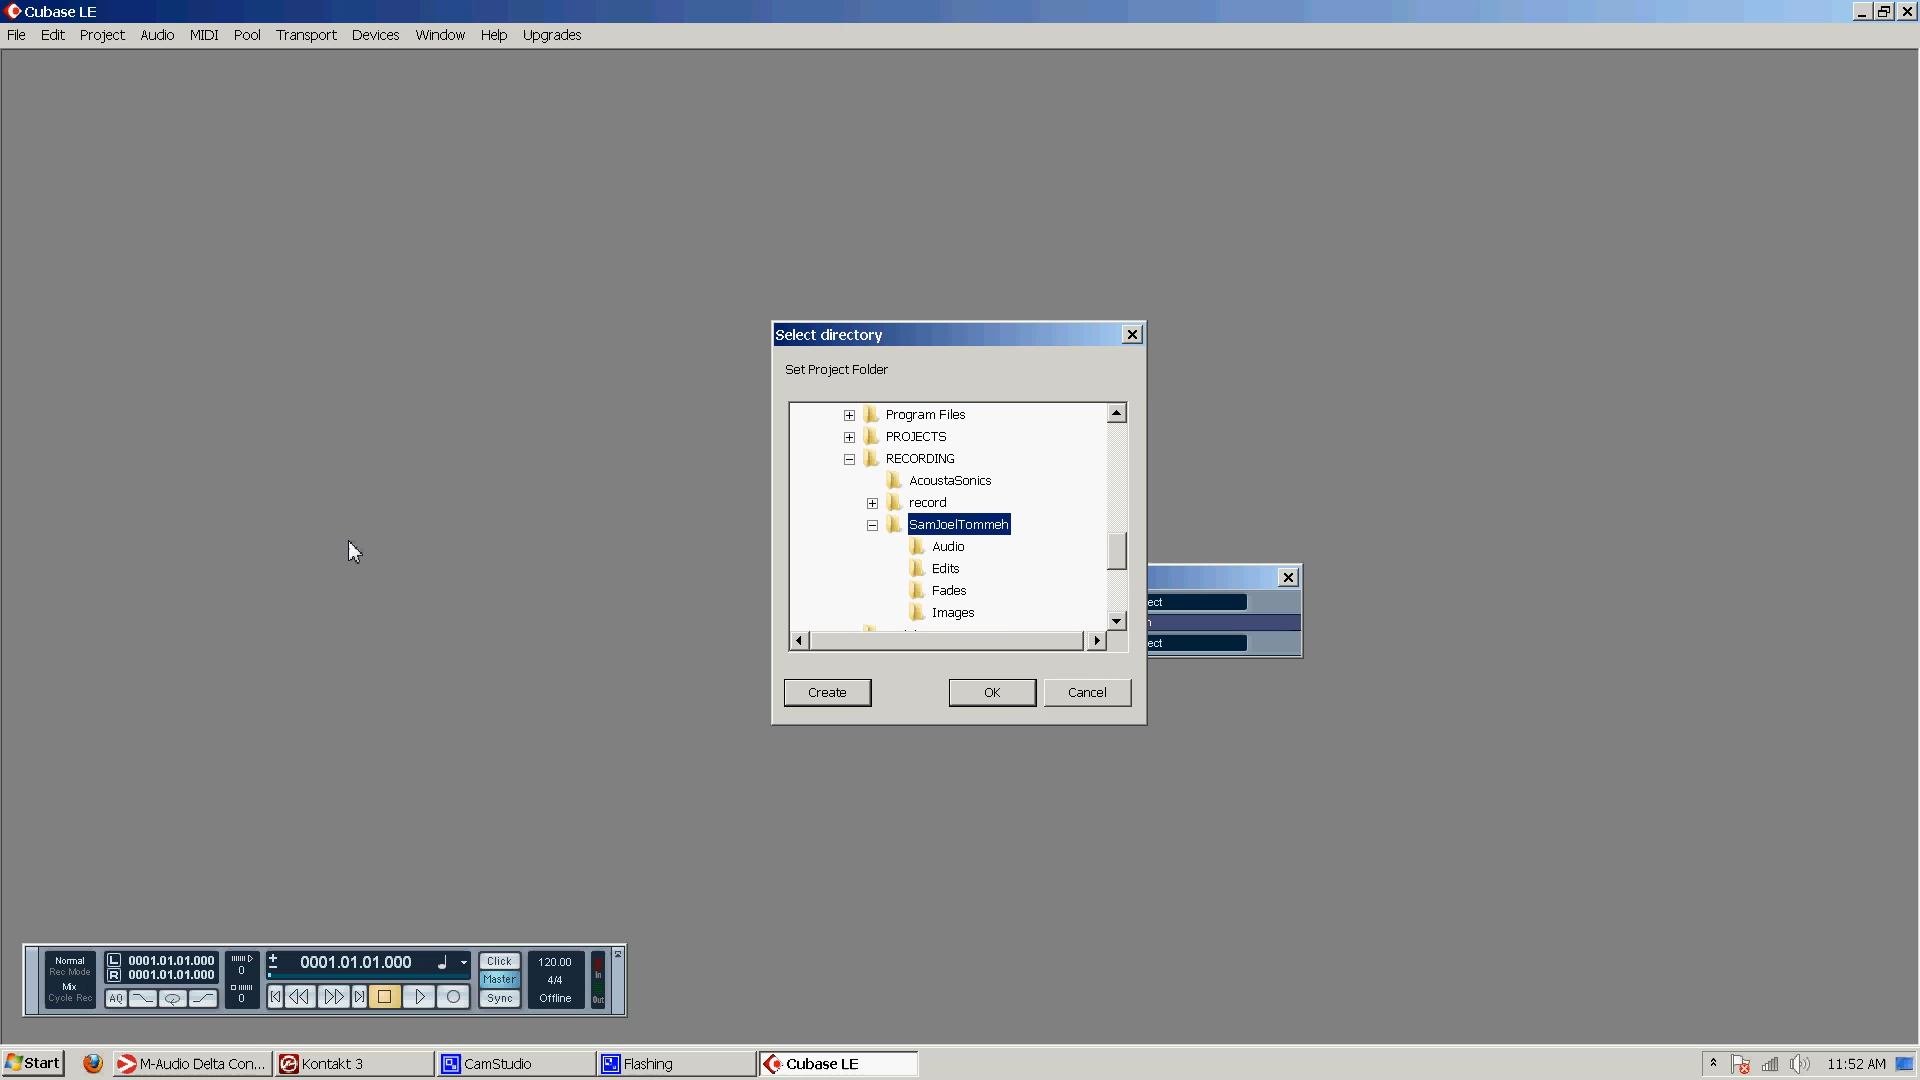 Cubase LE
File Edit Project Audio MIDI Pool Transport Devices Window Help Upgrades
Select directory
Set Project Folder
Program Files
PROJECTS
RECORDING
AcoustaSonics
record
SamJoelTommeh
Audio
Edits
Fades
Images
ect
ect
Create OK Cancel
Normal
Rec Mode
Mix
Cycle Rec
L 0001.01.01.000
R 0001.01.01.000
AQ
0
0
0001.01.01.000
Click
Master
Sync
120.00
4/4
Offline
In
Out
Start M-Audio Delta Con... Kontakt 3 CamStudio Flashing Cubase LE 11:52 AM